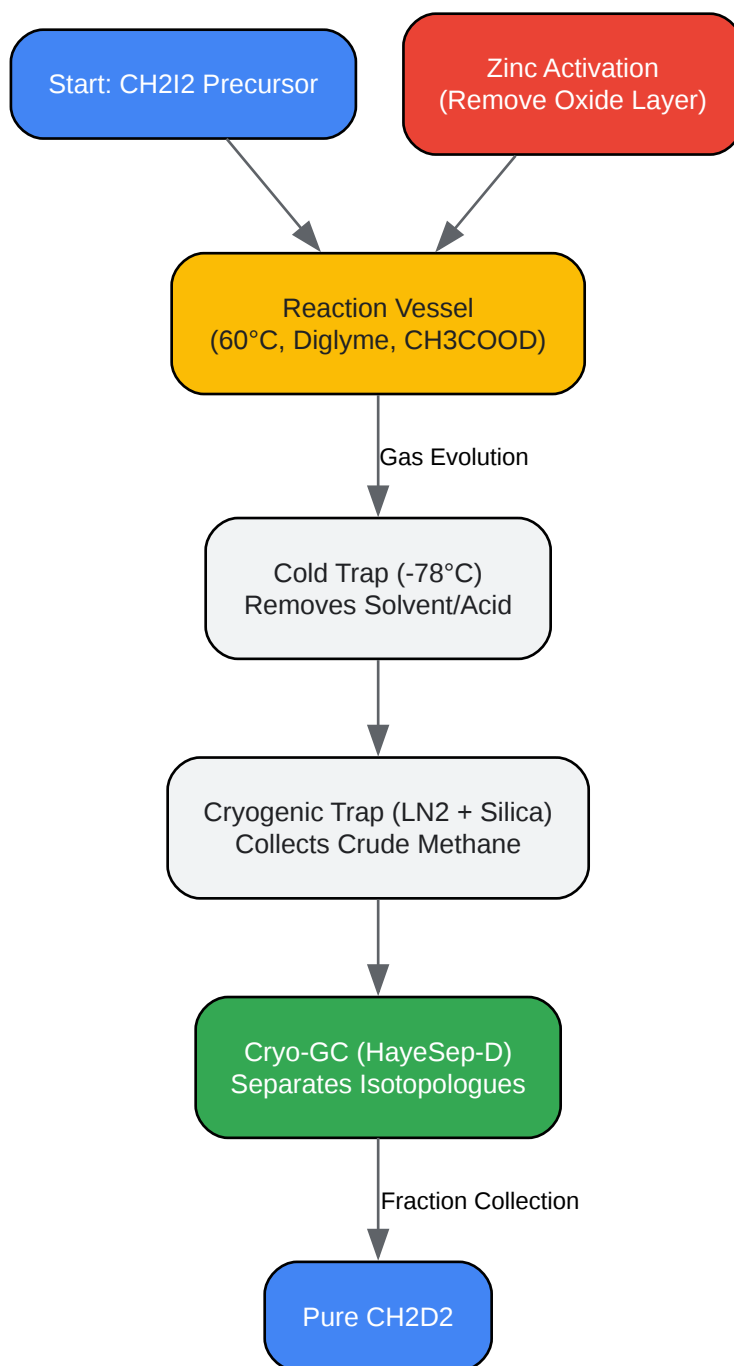 Start: CH2I2 Precursor
Zinc Activation
(Remove Oxide Layer)
Reaction Vessel
(60°C, Diglyme, CH3COOD)
Gas Evolution
Cold Trap (-78°C)
Removes Solvent/Acid
Cryogenic Trap (LN2 + Silica)
Collects Crude Methane
Cryo-GC (HayeSep-D)
Separates Isotopologues
Fraction Collection
Pure CH2D2